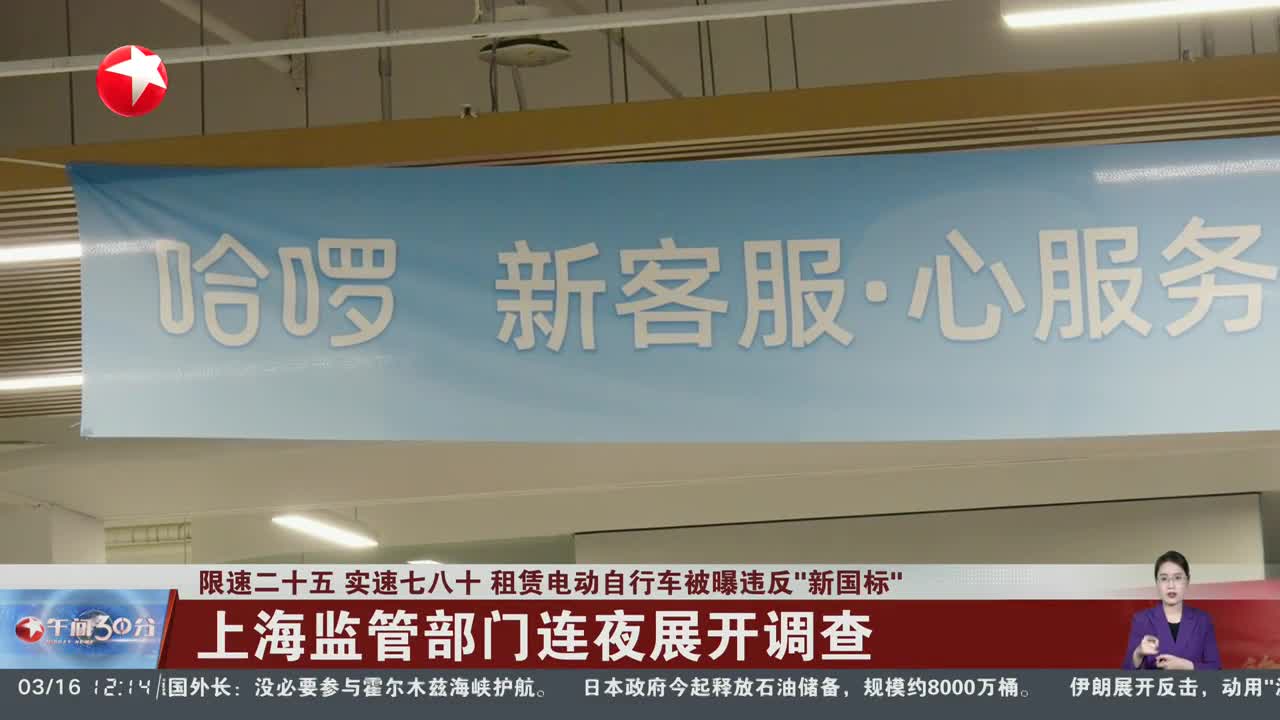 哈啰 新客服·心服务
限速二十五 实速七八十 租赁电动自行车被曝违反"新国标"
午间30分
上海监管部门连夜展开调查
03/16 12:14 国外长：没必要参与霍尔木兹海峡护航。 日本政府今起释放石油储备，规模约8000万桶。 伊朗展开反击，动用"